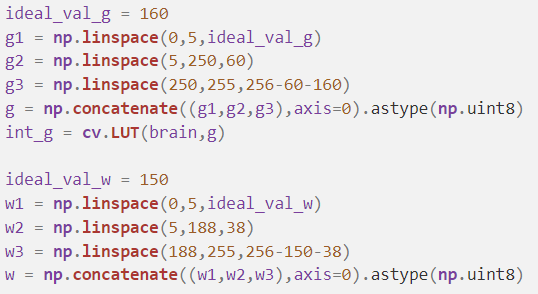 ideal_val_g = 160
g1 = np.linspace(0,5,ideal_val_g)
g2 = np.linspace(5,250,60)
g3 = np.linspace(250,255,256-60-160)
g = np.concatenate((g1,g2,g3),axis=0).astype(np.uint8)
int_g = cv.LUT(brain,g)
ideal_val_w = 150
w1 = np.linspace(0,5,ideal_val_w)
w2 = np.linspace(5,188,38)
w3 = np.linspace(188,255,256-150-38)
w = np.concatenate((w1,w2,w3),axis=0).astype(np.uint8)